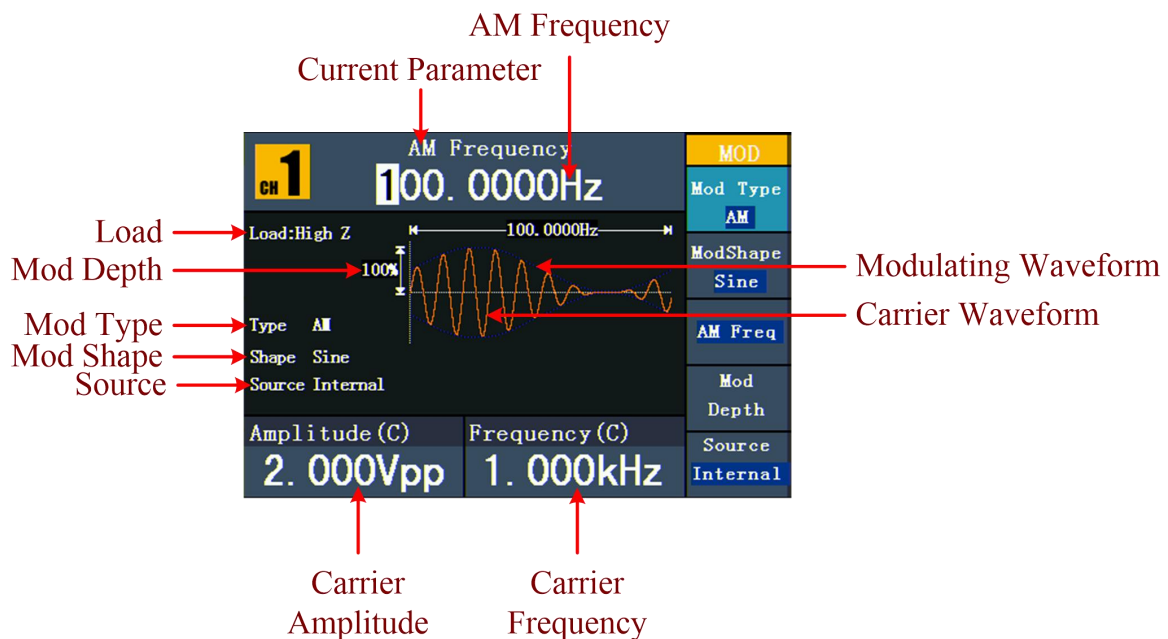 AM Frequency
Current Parameter
CH 1
AM Frequency
100. 0000Hz
MOD
Mod Type
AM
Load
Load:High Z
100. 0000Hz
ModShape
Sine
Mod Depth
100%
Modulating Waveform
Carrier Waveform
Mod Type
Type AM
AM Freq
Mod Shape
Shape Sine
Source
Source Internal
Mod
Depth
Amplitude(C)
Frequency(C)
Source
Internal
2. 000Vpp
1. 000kHz
Carrier
Amplitude
Carrier
Frequency